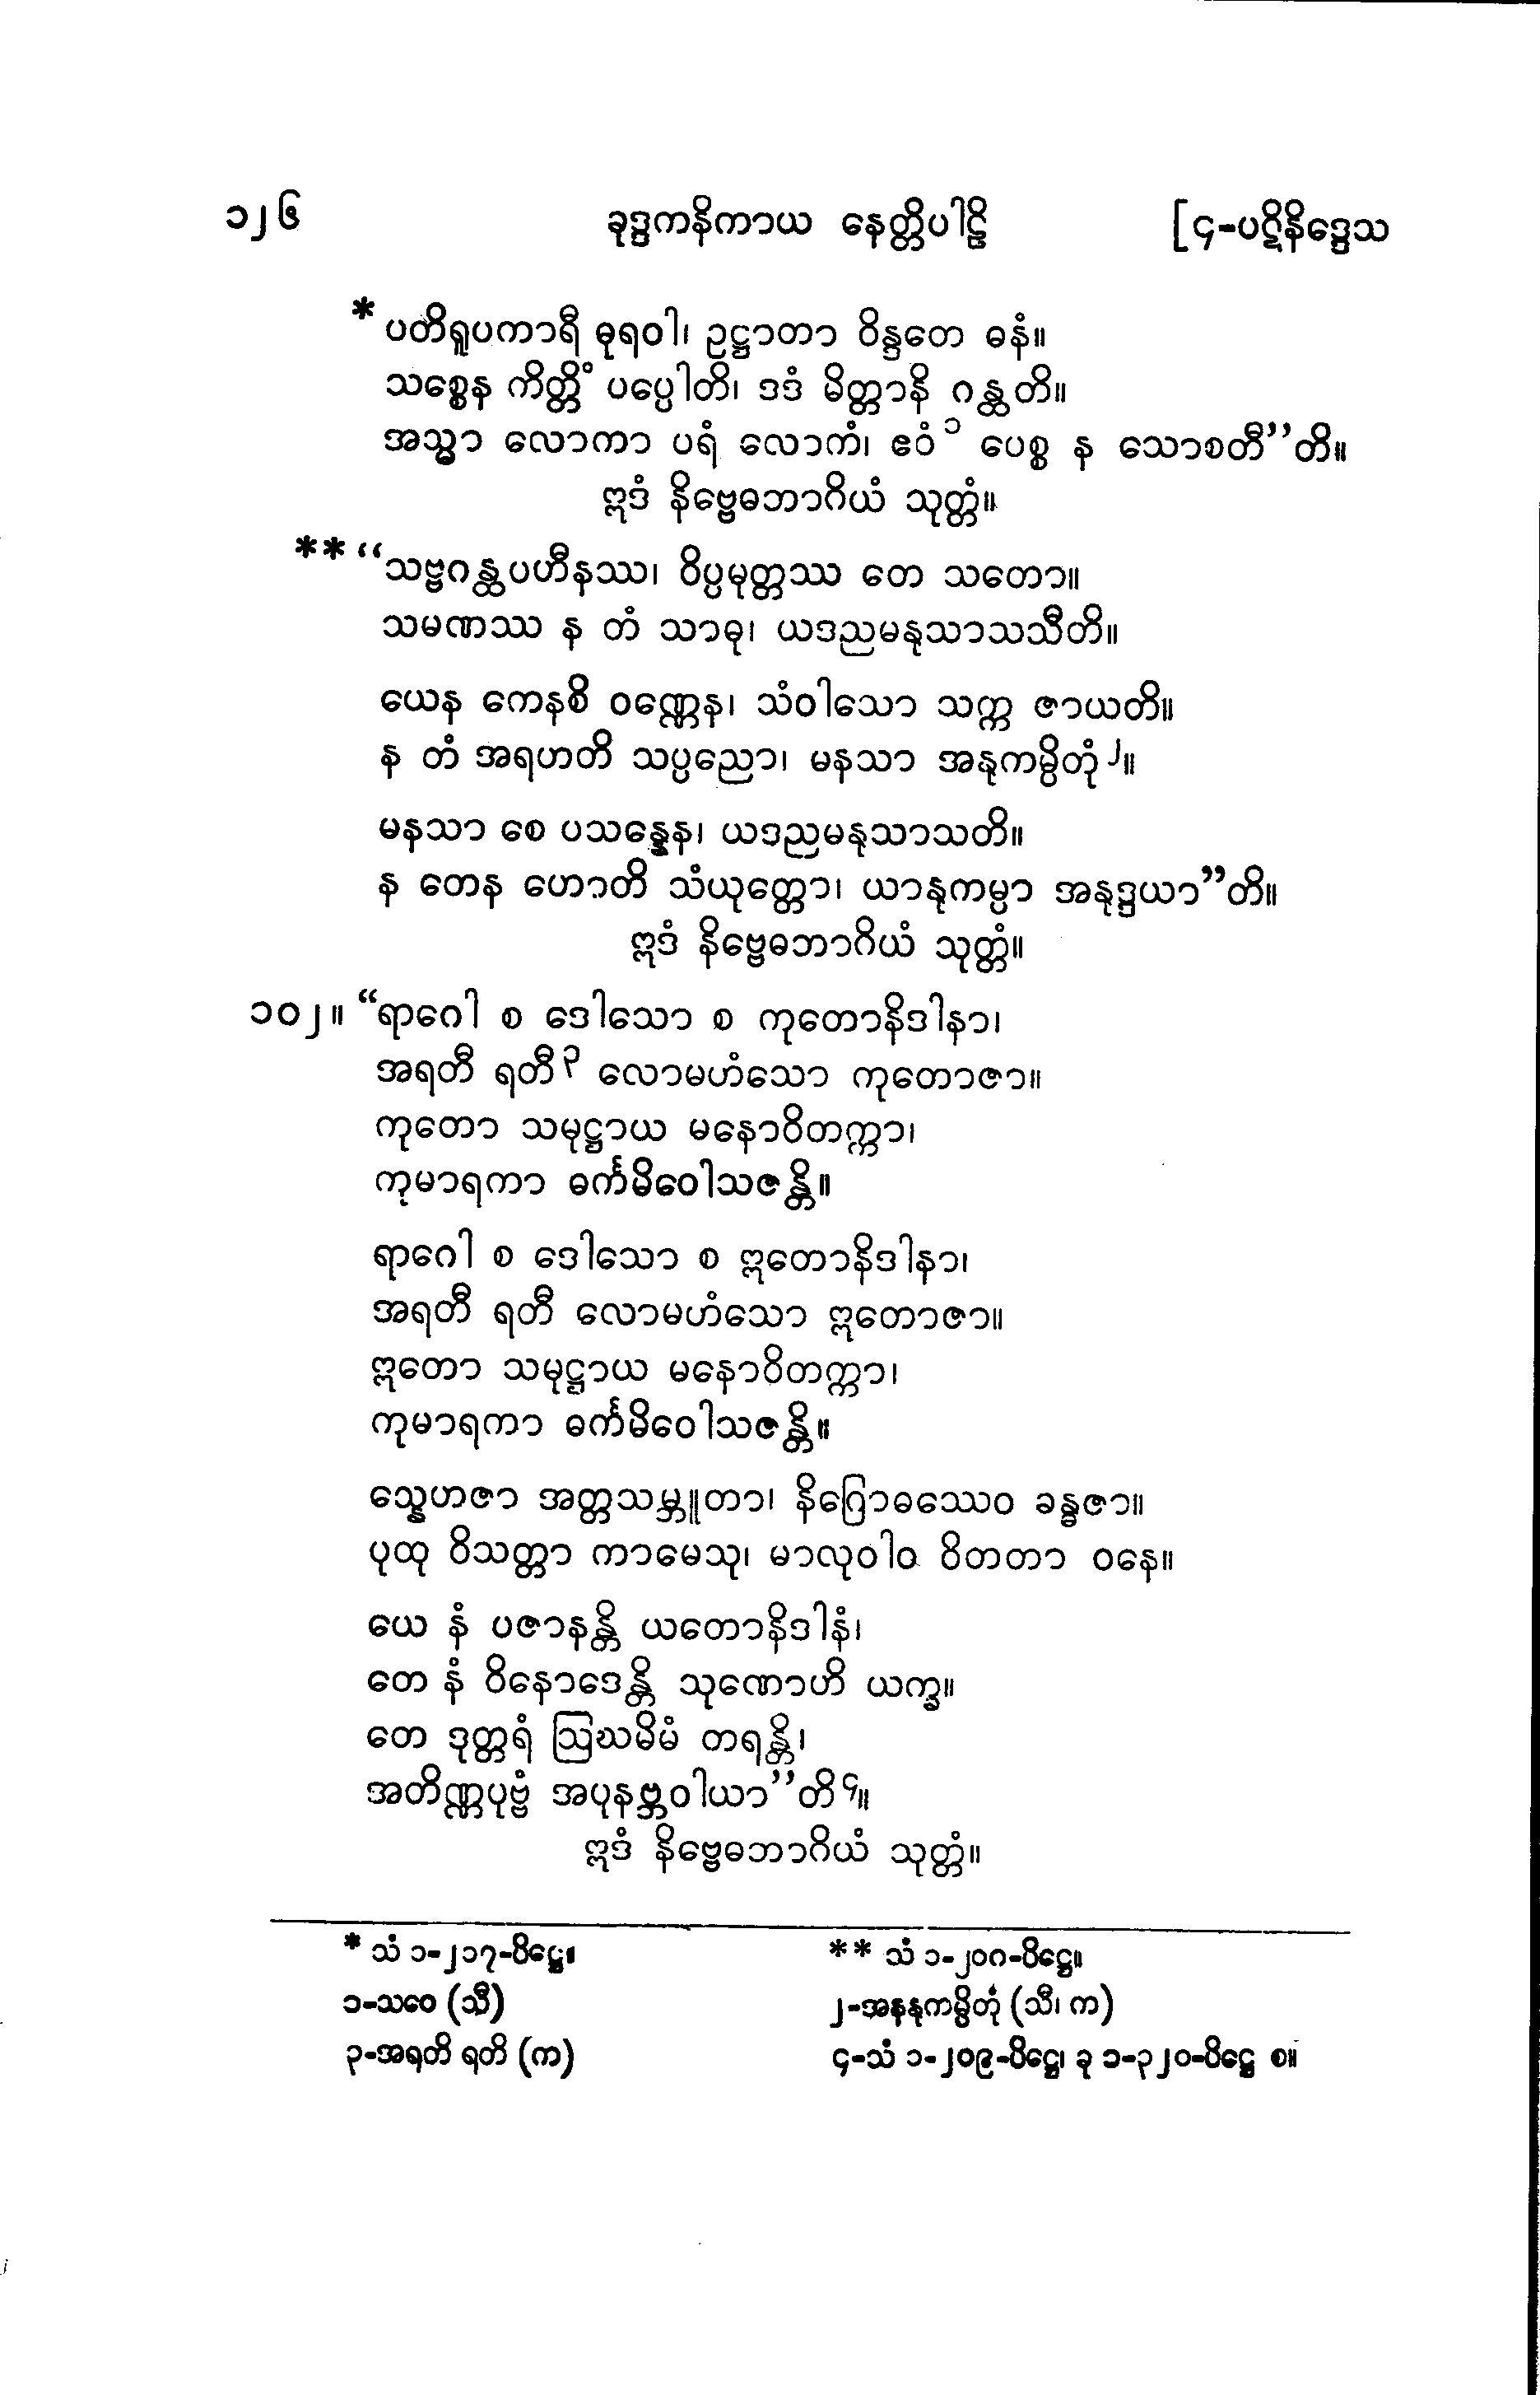 ၁၂၆ ခုဒ္ဒကနိကာယ နေတ္တိပါဠိ [၄-ပဋိနိဒ္ဒေသ
* ပတိရူပကာရီ ဓုရဝါ၊ ဥဋ္ဌာတာ ဝိန္ဒတေ ဓနံ။
သစ္စေန ကိတ္တိံ ပပ္ပေါတိ၊ ဒဒံ မိတ္တာနိ ဂန္ထတိ။
အသ္မာ လောကာ ပရံ လောကံ၊ ဧဝံ ၁ ပေစ္စ န သောစတီ”တိ။
ဣဒံ နိဗ္ဗေဓဘာဂိယံ သုတ္တံ။
** “သဗ္ဗဂန္ထပဟီနဿ၊ ဝိပ္ပမုတ္တဿ တေ သတော။
သမဏဿ န တံ သာဓု၊ ယဒညမနုသာသသီတိ။
ယေန ကေနစိ ဝဏ္ဏေန၊ သံဝါသော သက္က ဇာယတိ။
န တံ အရဟတိ သပ္ပညော၊ မနသာ အနုကမ္ပိတုံ ၂။
မနသာ စေ ပသန္နေန၊ ယဒညမနုသာသတိ။
န တေန ဟောတိ သံယုတ္တော၊ ယာနုကမ္ပာ အနုဒ္ဒယာ”တိ။
ဣဒံ နိဗ္ဗေဓဘာဂိယံ သုတ္တံ။
၁၀၂။ “ရာဂေါ စ ဒေါသော စ ကုတောနိဒါနာ၊
အရတီ ရတီ ၃ လောမဟံသော ကုတောဇာ။
ကုတော သမုဋ္ဌာယ မနောဝိတက္ကာ၊
ကုမာရကာ ဓင်္ကမိဝေါသဇန္တိ။
ရာဂေါ စ ဒေါသော စ ဣတောနိဒါနာ၊
အရတီ ရတီ လောမဟံသော ဣတောဇာ။
ဣတော သမုဋ္ဌာယ မနောဝိတက္ကာ၊
ကုမာရကာ ဓင်္ကမိဝေါသဇန္တိ။
သ္နေဟဇာ အတ္တသမ္ဘူတာ၊ နိဂြောဓဿေဝ ခန္ဓဇာ။
ပုထု ဝိသတ္တာ ကာမေသု၊ မာလုဝါဝ ဝိတတာ ဝနေ။
ယေ နံ ပဇာနန္တိ ယတောနိဒါနံ၊
တေ နံ ဝိနောဒေန္တိ သုဏောဟိ ယက္ခ။
တေ ဒုတ္တရံ ဩဃမိမံ တရန္တိ၊
အတိဏ္ဏပုဗ္ဗံ အပုနဗ္ဘဝါယာ”တိ ၄။
ဣဒံ နိဗ္ဗေဓဘာဂိယံ သုတ္တံ။
* သံ ၁-၂၁၇-ပိဋ္ဌေ။ ** သံ ၁-၂၀၈-ပိဋ္ဌေ။
၁-သဝေ (သီ) ၂-အနနုကမ္ပိတုံ (သီ၊ က)
၃-အရတိ ရတိ (က) ၄-သံ ၁-၂၀၉-ပိဋ္ဌေ၊ ခု ၁-၃၂၀-ပိဋ္ဌေ စ။